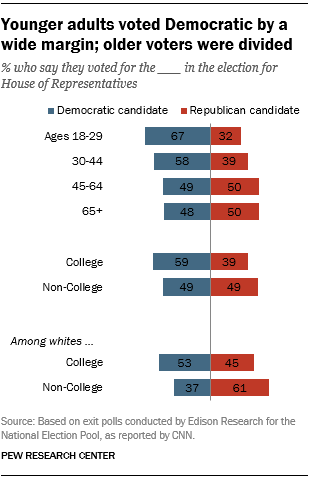 Younger adults voted Democratic by a
wide margin; older voters were divided
% who say they voted for the ___ in the election for
House of Representatives
Democratic candidate Republican candidate
Ages 18-29 67 32
30-44 58 39
45-64 49 50
65+ 48 50
College 59 39
Non-College 49 49
Among whites ...
College 53 45
Non-College 37 61
Source: Based on exit polls conducted by Edison Research for the
National Election Pool, as reported by CNN.
PEW RESEARCH CENTER